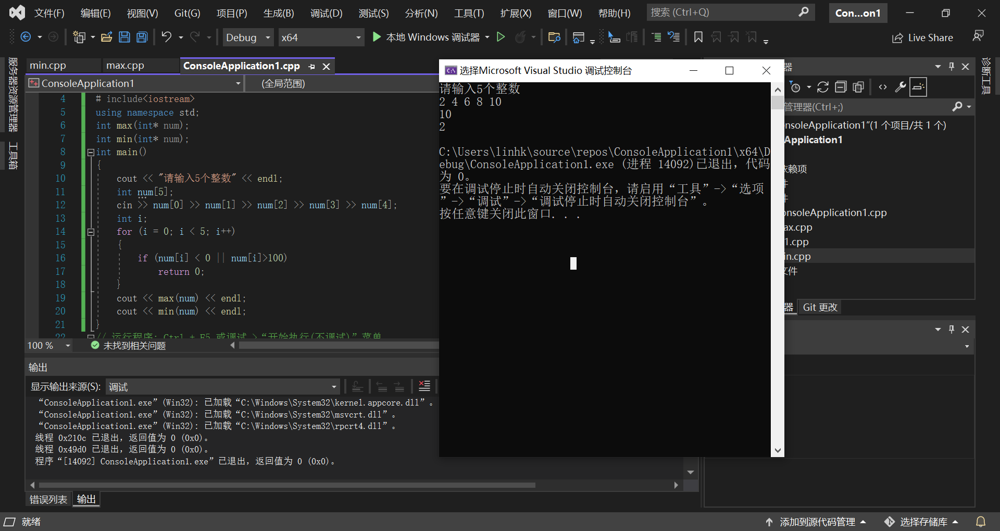 文件(F) 编辑(E) 视图(V) Git(G) 项目(P) 生成(B) 调试(D) 测试(S) 分析(N) 工具(T) 扩展(X) 窗口(W) 帮助(H) 搜索 (Ctrl+Q) Con...on1
Debug x64 本地 Windows 调试器 Live Share
服务器资源管理器
工具箱
min.cpp max.cpp ConsoleApplication1.cpp
ConsoleApplication1 (全局范围)
4 # include<iostream>
5 using namespace std;
6 int max(int* num);
7 int min(int* num);
8 int main()
9 {
10 cout << "请输入5个整数" << endl;
11 int num[5];
12 cin >> num[0] >> num[1] >> num[2] >> num[3] >> num[4];
13 int i;
14 for (i = 0; i < 5; i++)
15 {
16 if (num[i] < 0 || num[i]>100)
17 return 0;
18 }
19 cout << max(num) << endl;
20 cout << min(num) << endl;
21 }
22 // 运行程序: Ctrl + F5 或调试 >“开始执行(不调试)”菜单
100 % 未找到相关问题
输出
显示输出来源(S): 调试
“ConsoleApplication1.exe”(Win32): 已加载“C:\Windows\System32\kernel.appcore.dll”。
“ConsoleApplication1.exe”(Win32): 已加载“C:\Windows\System32\msvcrt.dll”。
“ConsoleApplication1.exe”(Win32): 已加载“C:\Windows\System32\rpcrt4.dll”。
线程 0x210c 已退出，返回值为 0 (0x0)。
线程 0x49d0 已退出，返回值为 0 (0x0)。
程序“[14092] ConsoleApplication1.exe”已退出，返回值为 0 (0x0)。
错误列表 输出
选择Microsoft Visual Studio 调试控制台
请输入5个整数
2 4 6 8 10
10
2
C:\Users\linhk\source\repos\ConsoleApplication1\x64\D
ebug\ConsoleApplication1.exe (进程 14092)已退出，代码
为 0。
要在调试停止时自动关闭控制台，请启用“工具”->“选项
”->“调试”->“调试停止时自动关闭控制台”。
按任意键关闭此窗口. . .
器
管理器(Ctrl+;)
onsoleApplication1”(1 个项目/共 1 个)
Application1
依赖项
件
件
onsoleApplication1.cpp
ax.cpp
1.cpp
in.cpp
文件
器 Git 更改
诊断工具
就绪 添加到源代码管理 选择存储库